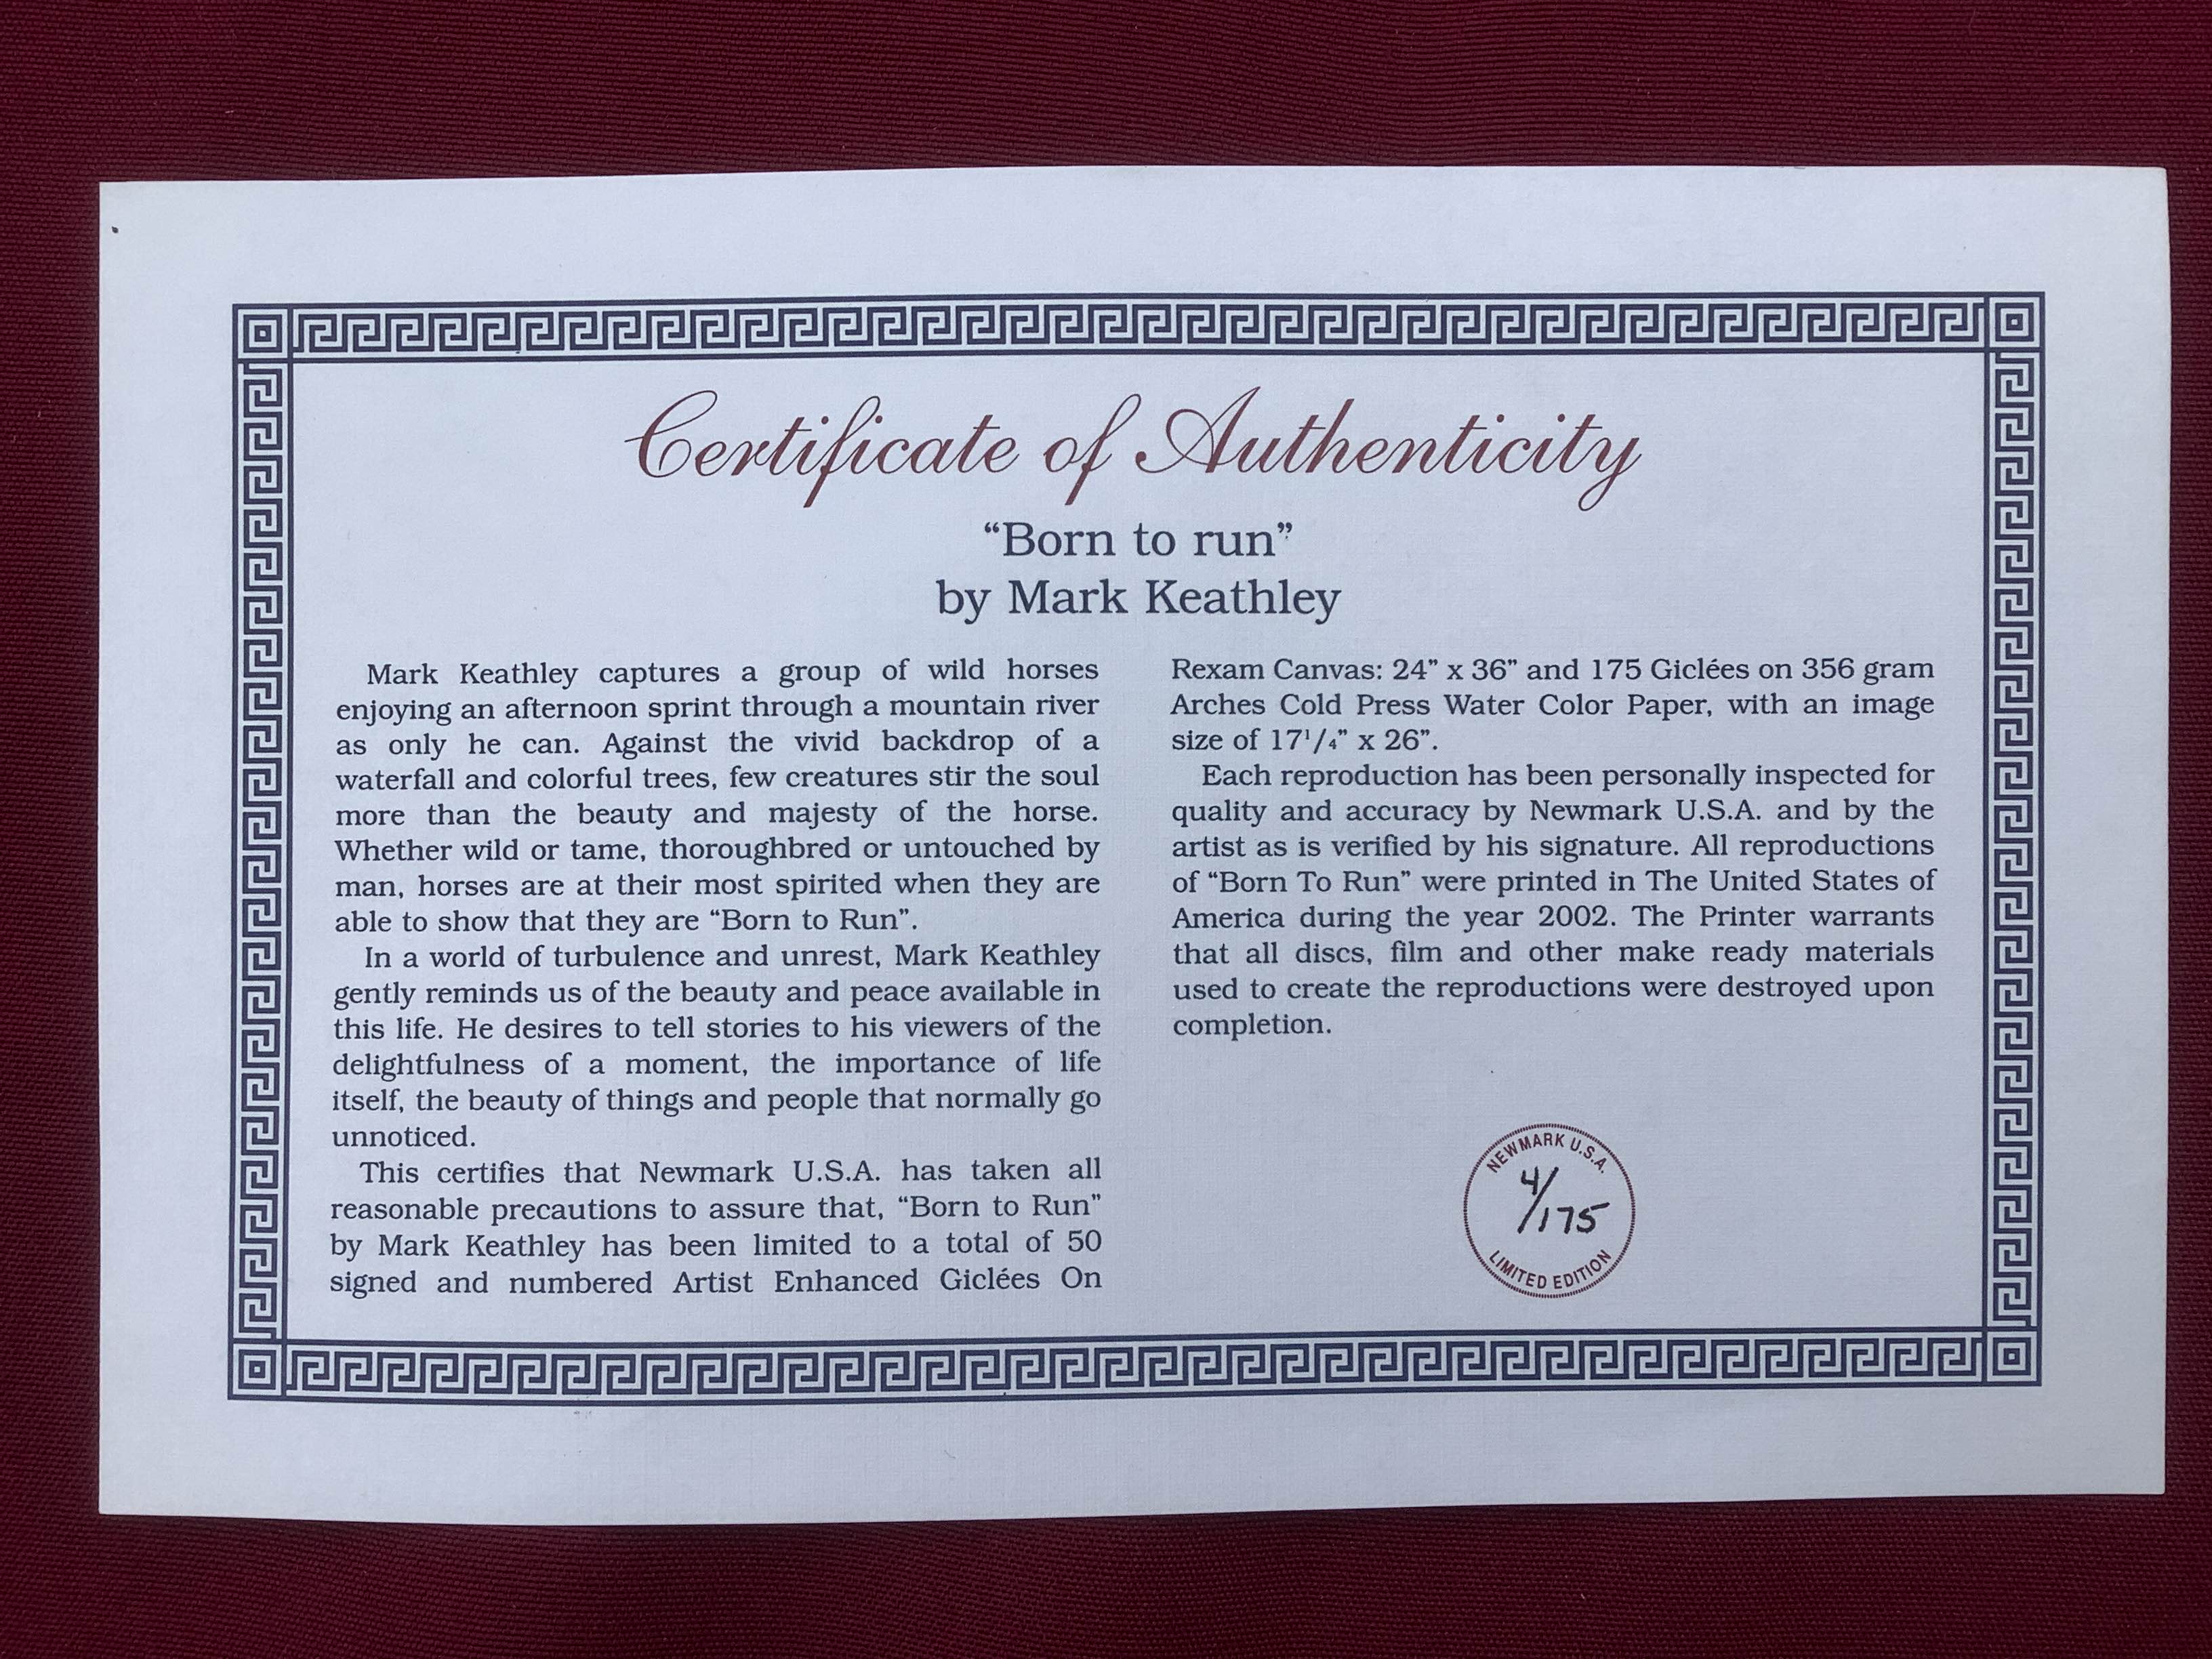 Certificate of Authenticity
“Born to run”
by Mark Keathley
Mark Keathley captures a group of wild horses
enjoying an afternoon sprint through a mountain river
as only he can. Against the vivid backdrop of a
waterfall and colorful trees, few creatures stir the soul
more than the beauty and majesty of the horse.
Whether wild or tame, thoroughbred or untouched by
man, horses are at their most spirited when they are
able to show that they are “Born to Run”.
In a world of turbulence and unrest, Mark Keathley
gently reminds us of the beauty and peace available in
this life. He desires to tell stories to his viewers of the
delightfulness of a moment, the importance of life
itself, the beauty of things and people that normally go
unnoticed.
This certifies that Newmark U.S.A. has taken all
reasonable precautions to assure that, “Born to Run”
by Mark Keathley has been limited to a total of 50
signed and numbered Artist Enhanced Giclées On
Rexam Canvas: 24” x 36” and 175 Giclées on 356 gram
Arches Cold Press Water Color Paper, with an image
size of 17¹/₄” x 26”.
Each reproduction has been personally inspected for
quality and accuracy by Newmark U.S.A. and by the
artist as is verified by his signature. All reproductions
of “Born To Run” were printed in The United States of
America during the year 2002. The Printer warrants
that all discs, film and other make ready materials
used to create the reproductions were destroyed upon
completion.
NEWMARK U.S.A.
4/175
LIMITED EDITION